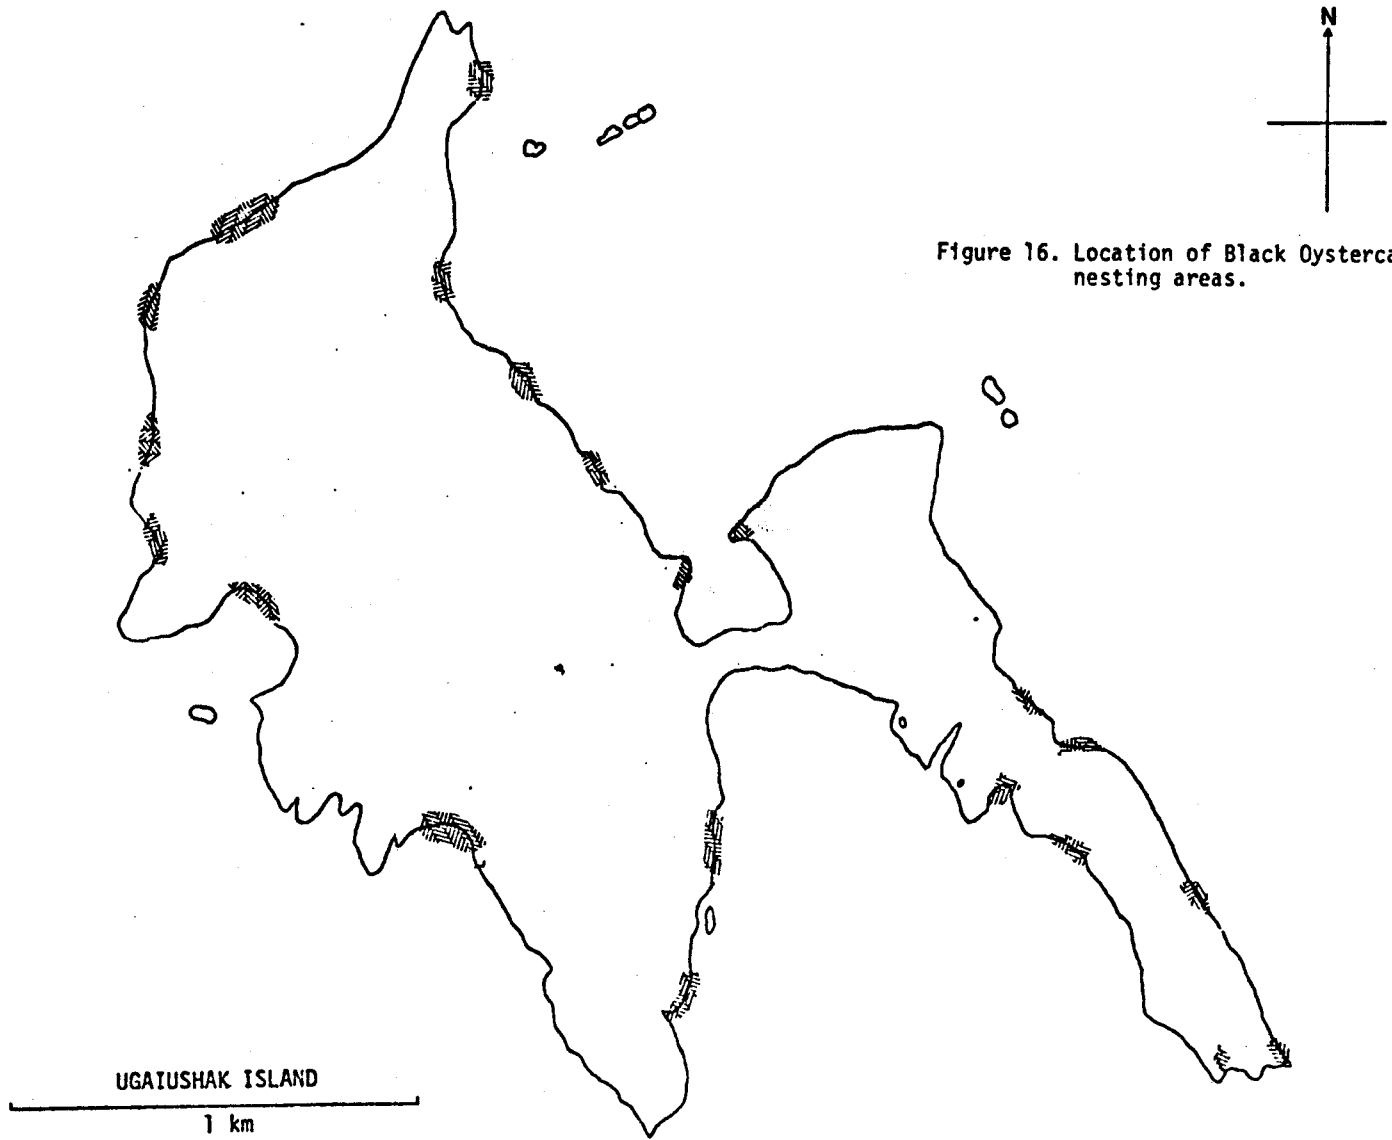 N
Figure 16. Location of Black Oysterca
nesting areas.
UGAIUSHAK ISLAND
1 km